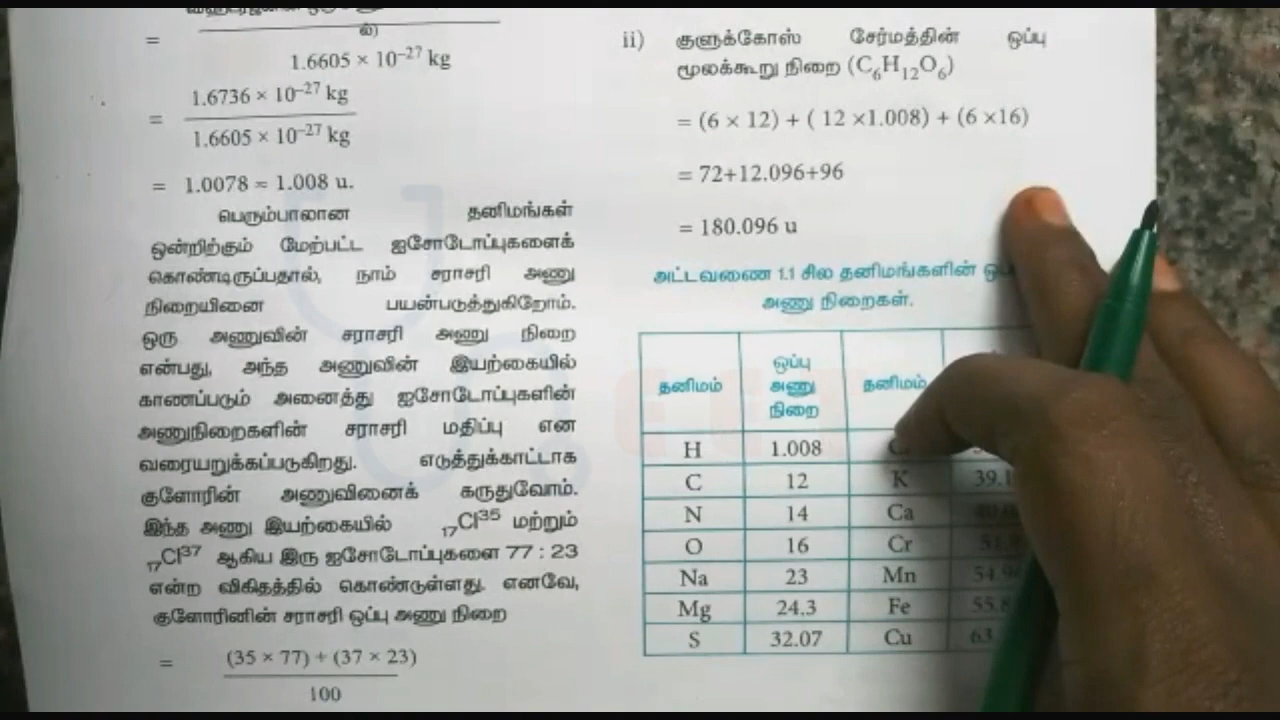 ல்)
=
1.6605 × 10⁻²⁷ kg
1.6736 × 10⁻²⁷ kg
=
1.6605 × 10⁻²⁷ kg
= 1.0078 ≈ 1.008 u.
பெரும்பாலான தனிமங்கள்
ஒன்றிற்கும் மேற்பட்ட ஐசோடோப்புகளைக்
கொண்டிருப்பதால், நாம் சராசரி அணு
நிறையினை பயன்படுத்துகிறோம்.
ஒரு அணுவின் சராசரி அணு நிறை
என்பது, அந்த அணுவின் இயற்கையில்
காணப்படும் அனைத்து ஐசோடோப்புகளின்
அணுநிறைகளின் சராசரி மதிப்பு என
வரையறுக்கப்படுகிறது. எடுத்துக்காட்டாக
குளோரின் அணுவினைக் கருதுவோம்.
இந்த அணு இயற்கையில் ₁₇Cl³⁵ மற்றும்
₁₇Cl³⁷ ஆகிய இரு ஐசோடோப்புகளை 77 : 23
என்ற விகிதத்தில் கொண்டுள்ளது. எனவே,
குளோரினின் சராசரி ஒப்பு அணு நிறை
(35 × 77) + (37 × 23)
=
100
ii) குளுக்கோஸ் சேர்மத்தின் ஒப்பு
மூலக்கூறு நிறை (C₆H₁₂O₆)
= (6 × 12) + ( 12 ×1.008) + (6 ×16)
= 72+12.096+96
= 180.096 u
அட்டவணை 1.1 சில தனிமங்களின்
அணு நிறைகள்.
தனிமம் ஒப்பு அணு நிறை தனிமம்
H 1.008
C 12 K 39.1
N 14 Ca
O 16 Cr
Na 23 Mn 54.9
Mg 24.3 Fe 55.8
S 32.07 Cu 63.